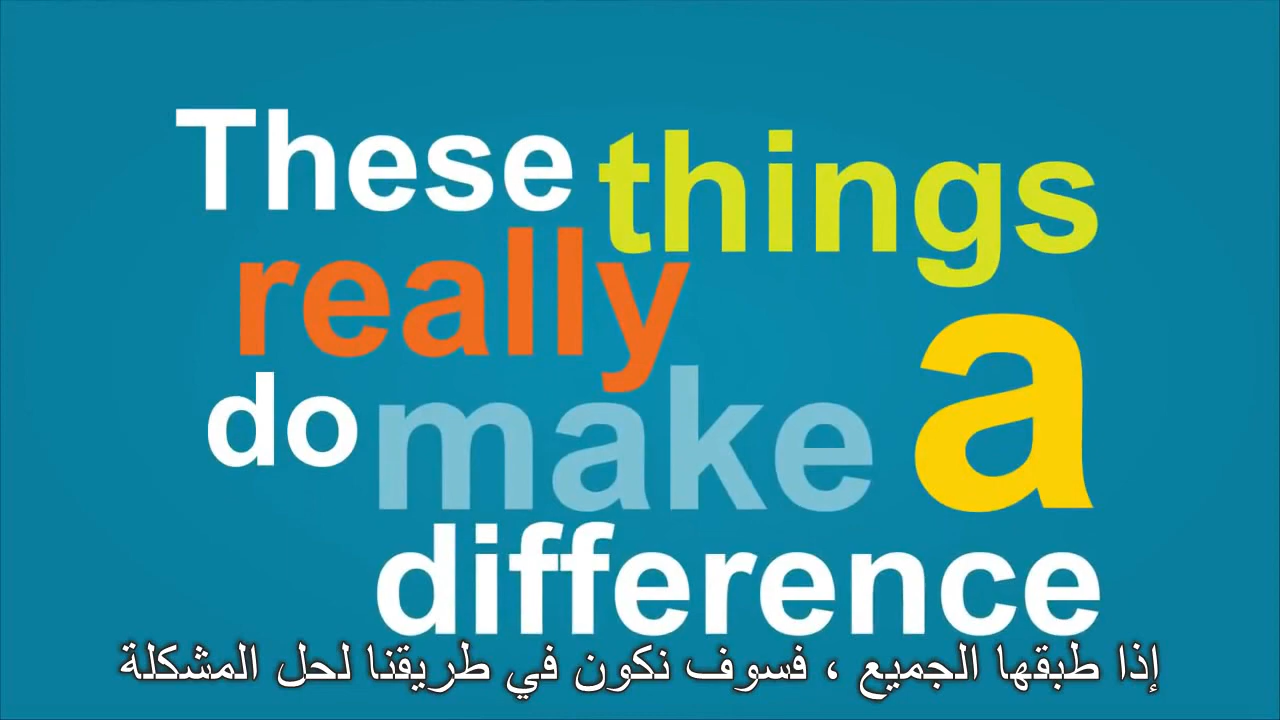 These things
really
do make a
difference
إذا طبقها الجميع ، فسوف نكون في طريقنا لحل المشكلة